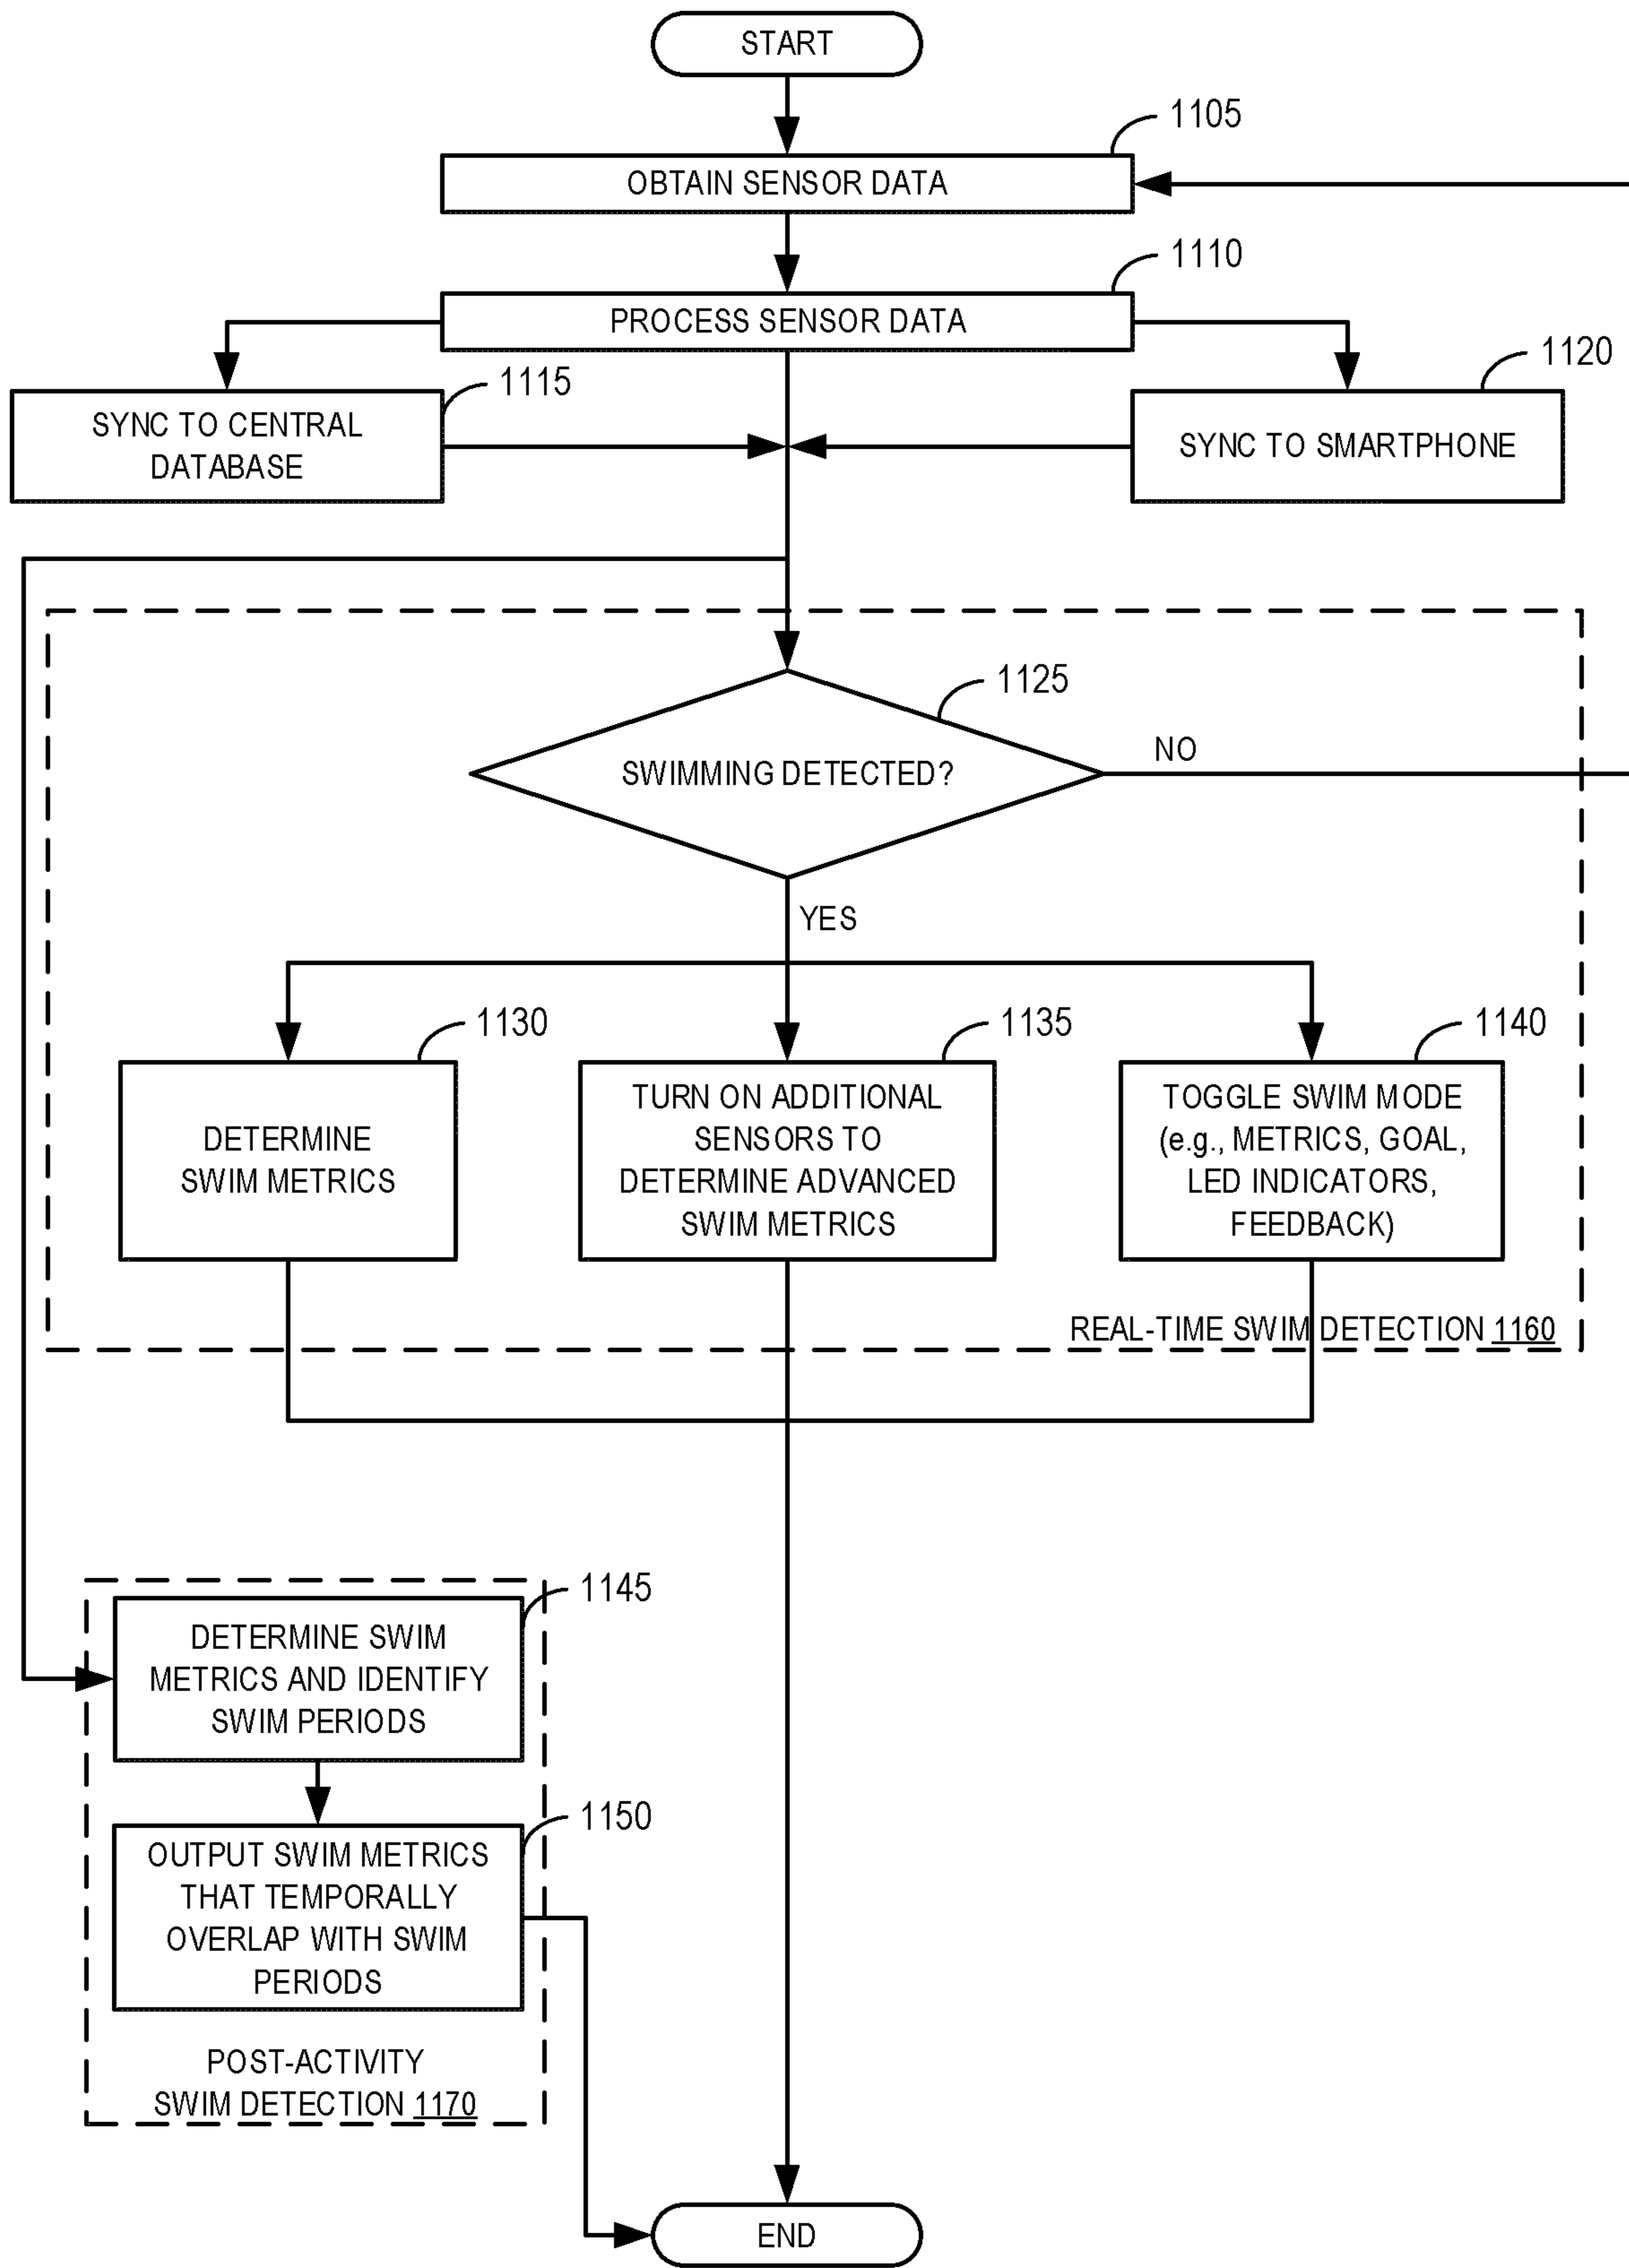 START
1105
OBTAIN SENSOR DATA
1110
PROCESS SENSOR DATA
1115
SYNC TO CENTRAL
DATABASE
1120
SYNC TO SMARTPHONE
1125
SWIMMING DETECTED?
NO
YES
1130
DETERMINE
SWIM METRICS
1135
TURN ON ADDITIONAL
SENSORS TO
DETERMINE ADVANCED
SWIM METRICS
1140
TOGGLE SWIM MODE
(e.g., METRICS, GOAL,
LED INDICATORS,
FEEDBACK)
REAL-TIME SWIM DETECTION 1160
1145
DETERMINE SWIM
METRICS AND IDENTIFY
SWIM PERIODS
1150
OUTPUT SWIM METRICS
THAT TEMPORALLY
OVERLAP WITH SWIM
PERIODS
POST-ACTIVITY
SWIM DETECTION 1170
END